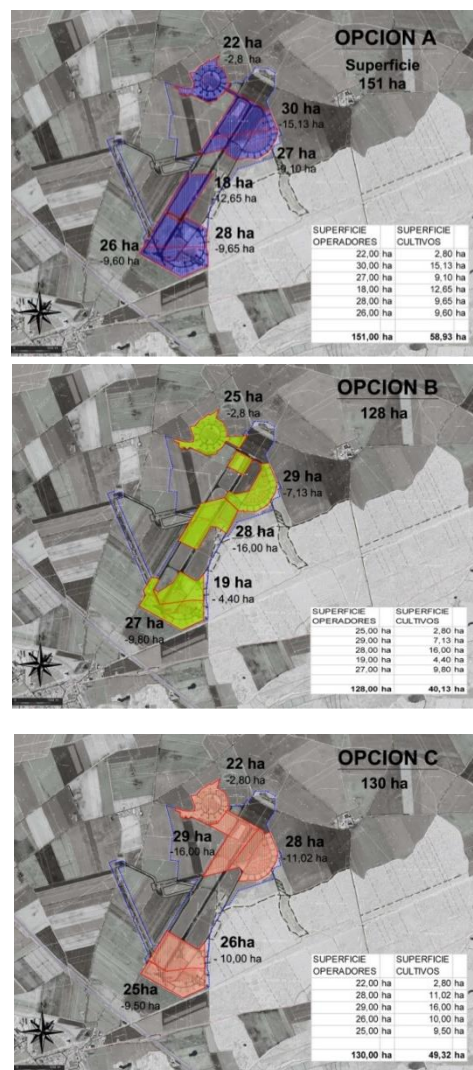 OPCION A
Superficie
151 ha
22 ha
-2,8 ha
30 ha
-15,13 ha
27 ha
-9,10 ha
18 ha
-12,65 ha
28 ha
-9,65 ha
26 ha
-9,60 ha
SUPERFICIE OPERADORES SUPERFICIE CULTIVOS
22,00 ha 2,80 ha
30,00 ha 15,13 ha
27,00 ha 9,10 ha
18,00 ha 12,65 ha
28,00 ha 9,65 ha
26,00 ha 9,60 ha
151,00 ha 58,93 ha
OPCION B
128 ha
25 ha
-2,8 ha
29 ha
-7,13 ha
28 ha
-16,00 ha
19 ha
- 4,40 ha
27 ha
-9,60 ha
SUPERFICIE OPERADORES SUPERFICIE CULTIVOS
25,00 ha 2,80 ha
29,00 ha 7,13 ha
28,00 ha 16,00 ha
19,00 ha 4,40 ha
27,00 ha 9,80 ha
128,00 ha 40,13 ha
OPCION C
130 ha
22 ha
-2,80 ha
29 ha
-16,00 ha
28 ha
-11,02 ha
26ha
- 10,00 ha
25ha
-9,50 ha
SUPERFICIE OPERADORES SUPERFICIE CULTIVOS
22,00 ha 2,80 ha
28,00 ha 11,02 ha
29,00 ha 16,00 ha
26,00 ha 10,00 ha
25,00 ha 9,50 ha
130,00 ha 49,32 ha